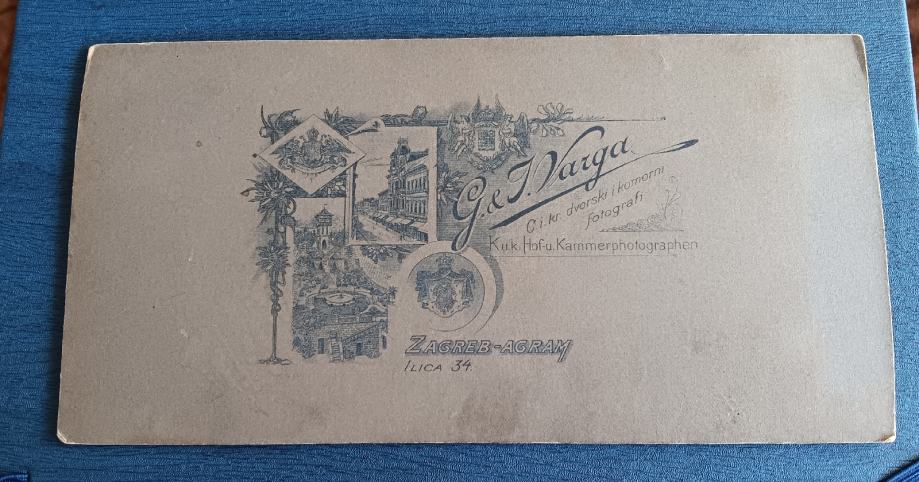 G. & I. Varga
C. i. kr. dvorski i komorni
fotografi
K.u.k. Hof-u. Kammerphotographen
ZAGREB-AGRAM
ILICA 34.